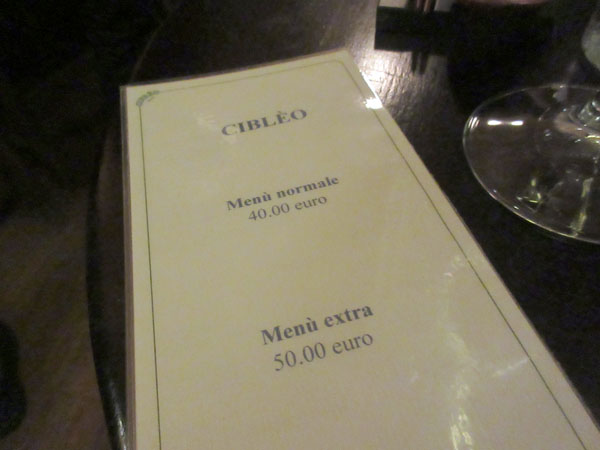 CIBLÈO
Menù normale
40.00 euro
Menù extra
50.00 euro